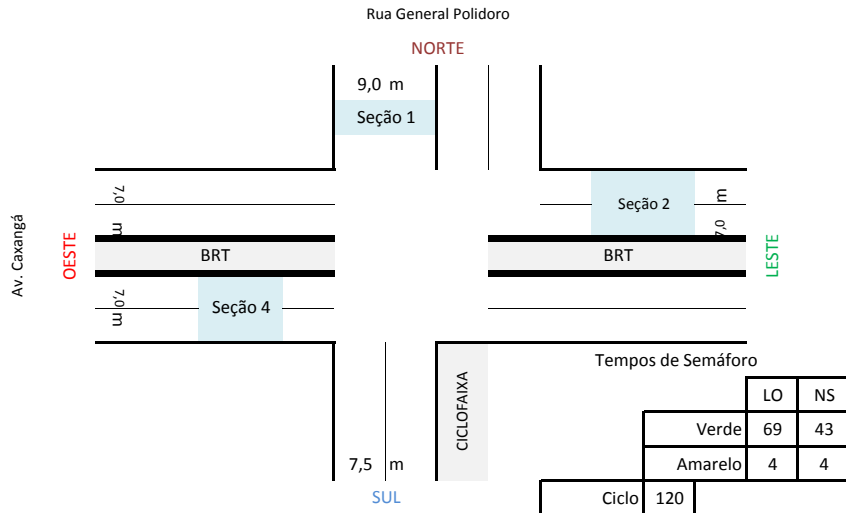 Rua General Polidoro
NORTE
9,0 m
Seção 1
7,0 m
Seção 2
7,0 m
Av. Caxangá
OESTE
BRT
BRT
LESTE
7,0 m
Seção 4
CICLOFAIXA
Tempos de Semáforo
LO NS
Verde 69 43
Amarelo 4 4
Ciclo 120
7,5 m
SUL